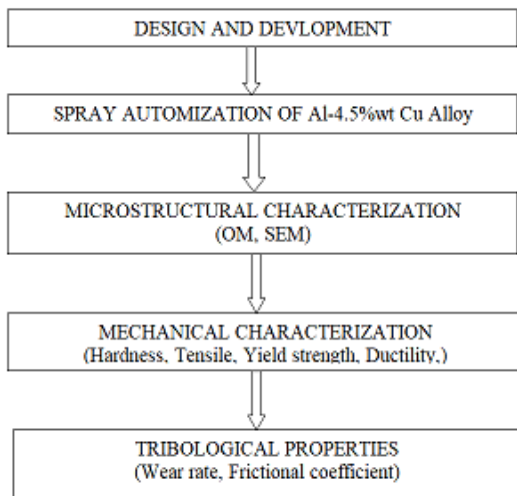 DESIGN AND DEVLOPMENT
SPRAY AUTOMIZATION OF Al-4.5%wt Cu Alloy
MICROSTRUCTURAL CHARACTERIZATION
(OM, SEM)
MECHANICAL CHARACTERIZATION
(Hardness, Tensile, Yield strength, Ductility,)
TRIBOLOGICAL PROPERTIES
(Wear rate, Frictional coefficient)